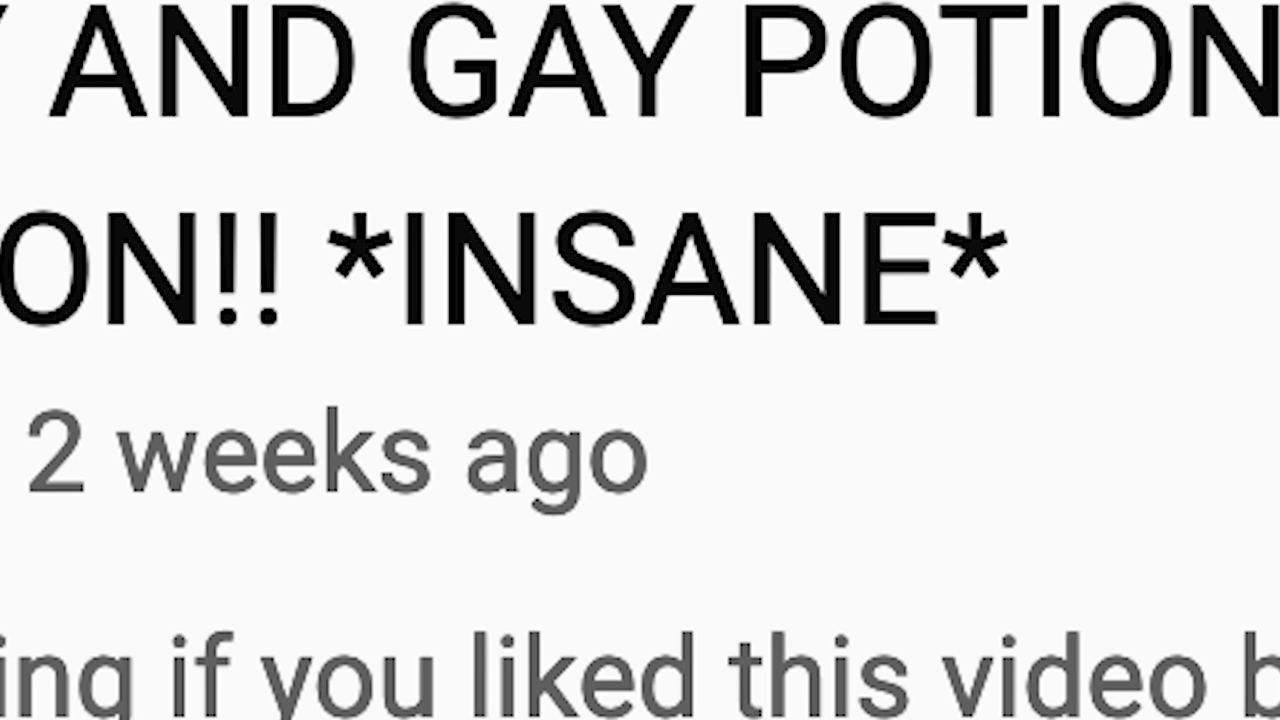 AND GAY POTION
ON!! *INSANE*
2 weeks ago
ing if you liked this video b